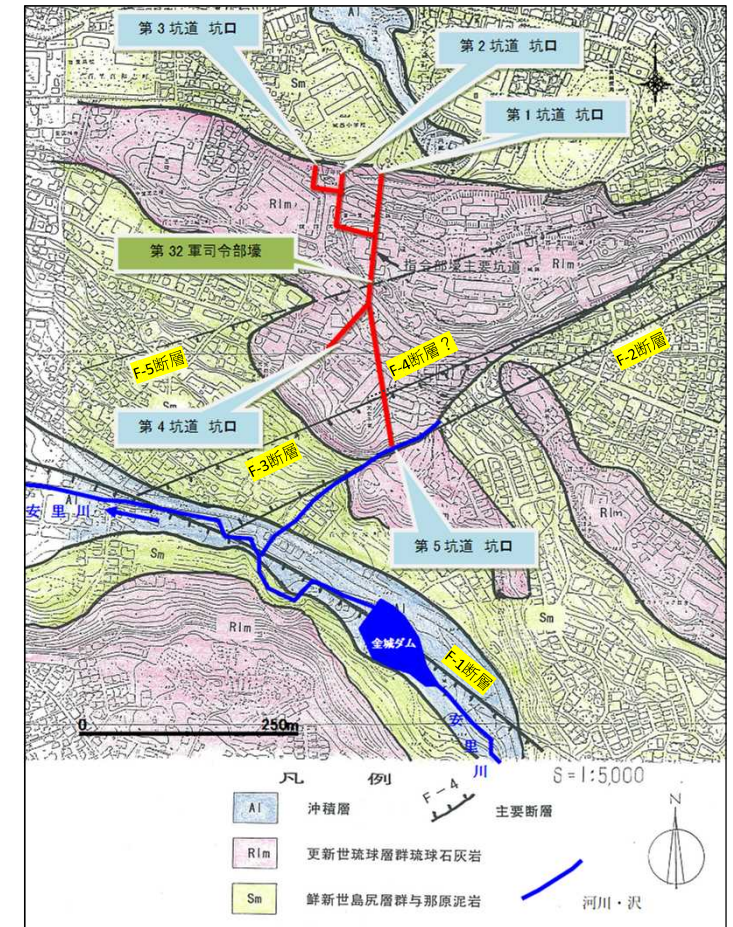 第3坑道 坑口
Al
第2坑道 坑口
Sm
第1坑道 坑口
Rlm
第32軍司令部壕
指令部壕主要坑道
Rlm
F-5断層
F-4断層?
F-2断層
Sm
第4坑道 坑口
F-3断層
Al
安里川
Rlm
Sm
第5坑道 坑口
Sm
Rlm
Al
金城ダム
F-1断層
0 250m
安里川
凡 例
S=1:5,000
Al 沖積層
F-4 主要断層
N
Rlm 更新世琉球層群琉球石灰岩
Sm 鮮新世島尻層群与那原泥岩
河川・沢